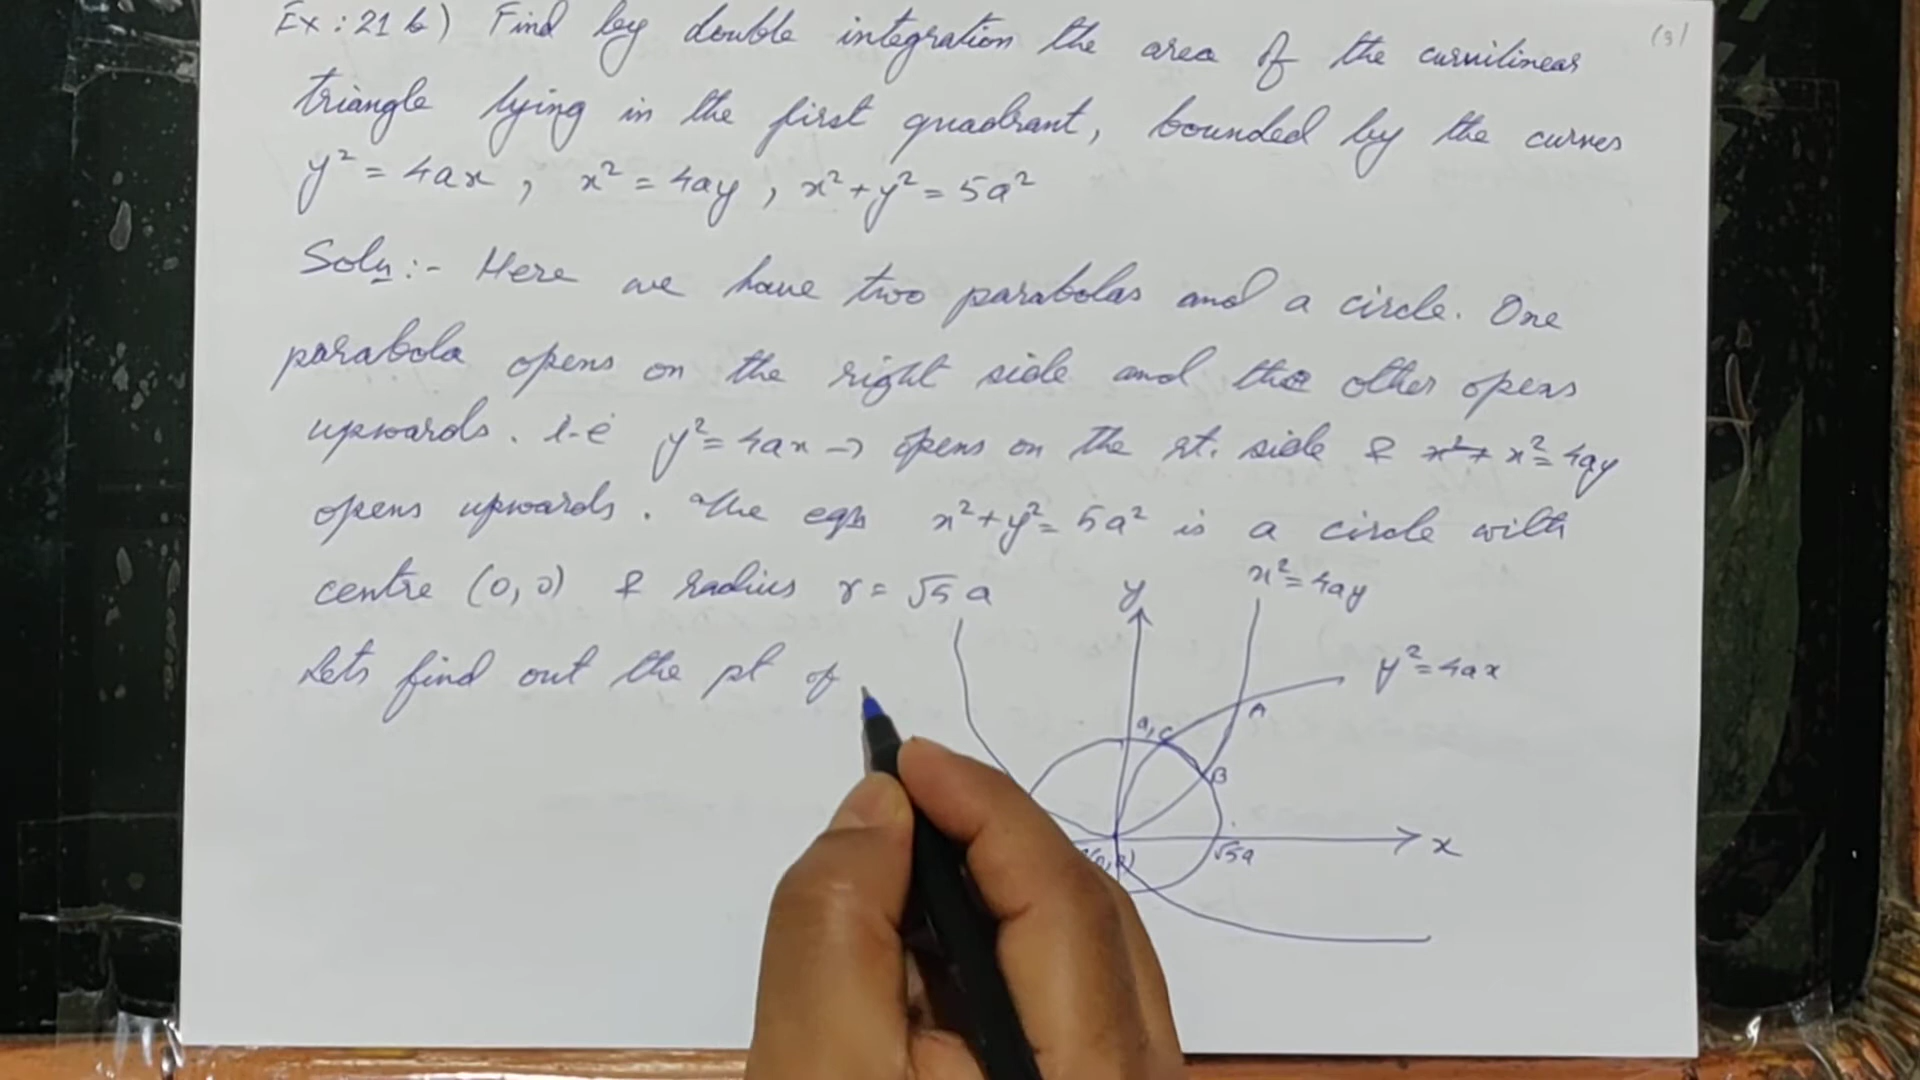 Ex: 21 b) Find by double integration the area of the curvilinear
(3)
triangle lying in the first quadrant, bounded by the curves
y² = 4ax, x² = 4ay, x²+y² = 5a²
Soln:- Here we have two parabolas and a circle. One
parabola opens on the right side and the other opens
upwards. i.e y² = 4ax → opens on the rt. side & x²+ x² = 4ay
opens upwards. The eqn x²+y² = 5a² is a circle with
centre (0,0) & radius r = √5 a
x² = 4ay
y
Lets find out the pt of
y² = 4ax
A
C
B
x
√5a